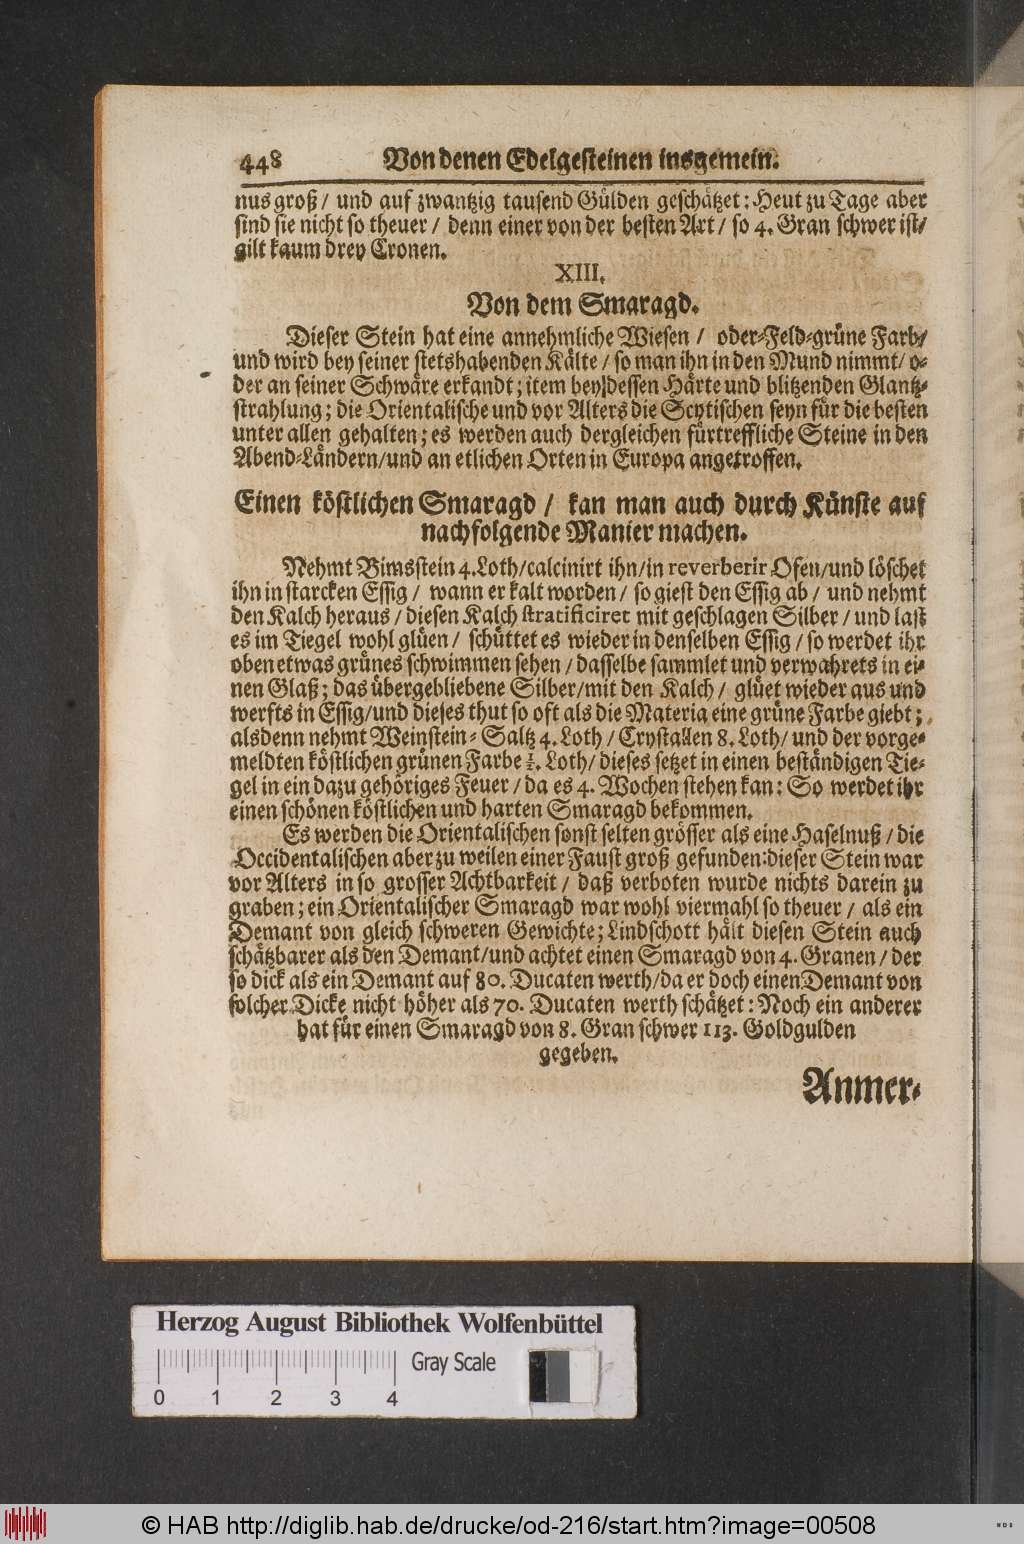 448 Von denen Edelgesteinen insgemein.
nus groß / und auf zwantzig tausend Gülden geschätzet: Heut zu Tage aber
sind sie nicht so theuer / denn einer von der besten Art / so 4. Gran schwer ist/
gilt kaum drey Cronen.
XIII.
Von dem Smaragd.
Dieser Stein hat eine annehmliche Wiesen / oder-Feld-grüne Farb/
und wird bey seiner stetshabenden Kälte / so man ihn in den Mund nimmt/ o-
der an seiner Schwäre erkandt; item bey dessen Härte und blitzenden Glantz-
strahlung; die Orientalische und vor Alters die Scytischen seyn für die besten
unter allen gehalten; es werden auch dergleichen fürtreffliche Steine in den
Abend-Ländern/und an etlichen Orten in Europa angetroffen.
Einen köstlichen Smaragd / kan man auch durch Künste auf
nachfolgende Manier machen.
Nehmt Bimsstein 4.Loth/calcinirt ihn/in reverberir Ofen/und löschet
ihn in starcken Essig / wann er kalt worden / so giest den Essig ab / und nehmt
den Kalch heraus / diesen Kalch stratificiret mit geschlagen Silber / und last
es im Tiegel wohl glüen / schüttet es wieder in denselben Essig / so werdet ihr
oben etwas grünes schwimmen sehen / dasselbe sammlet und verwahrets in ei-
nen Glaß; das übergebliebene Silber/mit den Kalch / glüet wieder aus und
werfts in Essig/und dieses thut so oft als die Materia eine grüne Farbe giebt;
alsdenn nehmt Weinstein-Saltz 4. Loth / Crystallen 8. Loth/ und der vorge-
meldten köstlichen grünen Farbe ½. Loth/ dieses setzet in einen beständigen Tie-
gel in ein dazu gehöriges Feuer / da es 4. Wochen stehen kan: So werdet ihr
einen schönen köstlichen und harten Smaragd bekommen.
Es werden die Orientalischen sonst selten grösser als eine Haselnuß / die
Occidentalischen aber zu weilen einer Faust groß gefunden: dieser Stein war
vor Alters in so grosser Achtbarkeit / daß verboten wurde nichts darein zu
graben; ein Orientalischer Smaragd war wohl viermahl so theuer / als ein
Demant von gleich schweren Gewichte; Lindschott hält diesen Stein auch
schätzbarer als den Demant/und achtet einen Smaragd von 4. Granen / der
so dick als ein Demant auf 80. Ducaten werth/da er doch einen Demant von
solcher Dicke nicht höher als 70. Ducaten werth schätzet: Noch ein anderer
hat für einen Smaragd von 8. Gran schwer 113. Goldgulden
gegeben.
Anmer-
Herzog August Bibliothek Wolfenbüttel
Gray Scale
0 1 2 3 4
© HAB http://diglib.hab.de/drucke/od-216/start.htm?image=00508